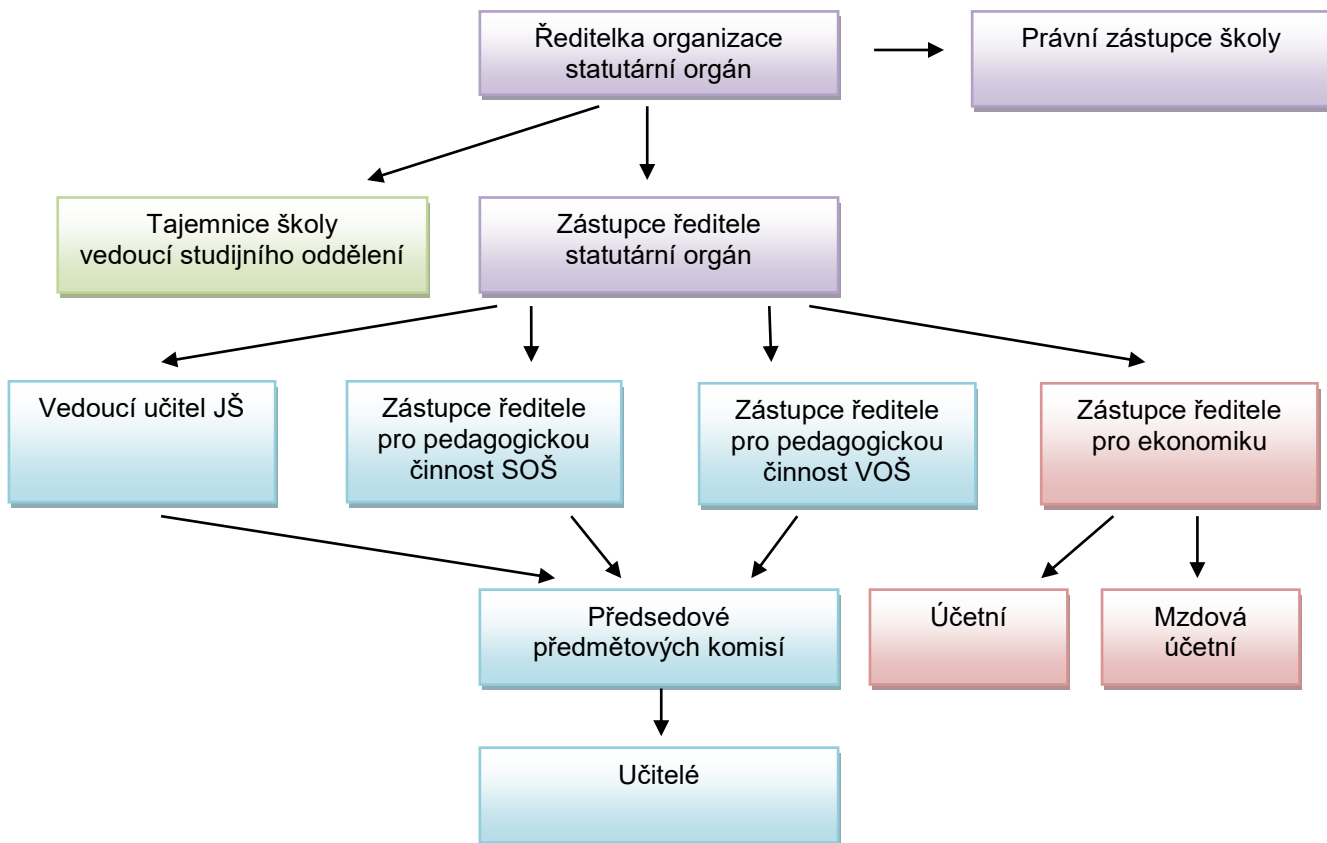 Ředitelka organizace
statutární orgán
Právní zástupce školy
Tajemnice školy
vedoucí studijního oddělení
Zástupce ředitele
statutární orgán
Vedoucí učitel JŠ
Zástupce ředitele
pro pedagogickou
činnost SOŠ
Zástupce ředitele
pro pedagogickou
činnost VOŠ
Zástupce ředitele
pro ekonomiku
Předsedové
předmětových komisí
Účetní
Mzdová
účetní
Učitelé